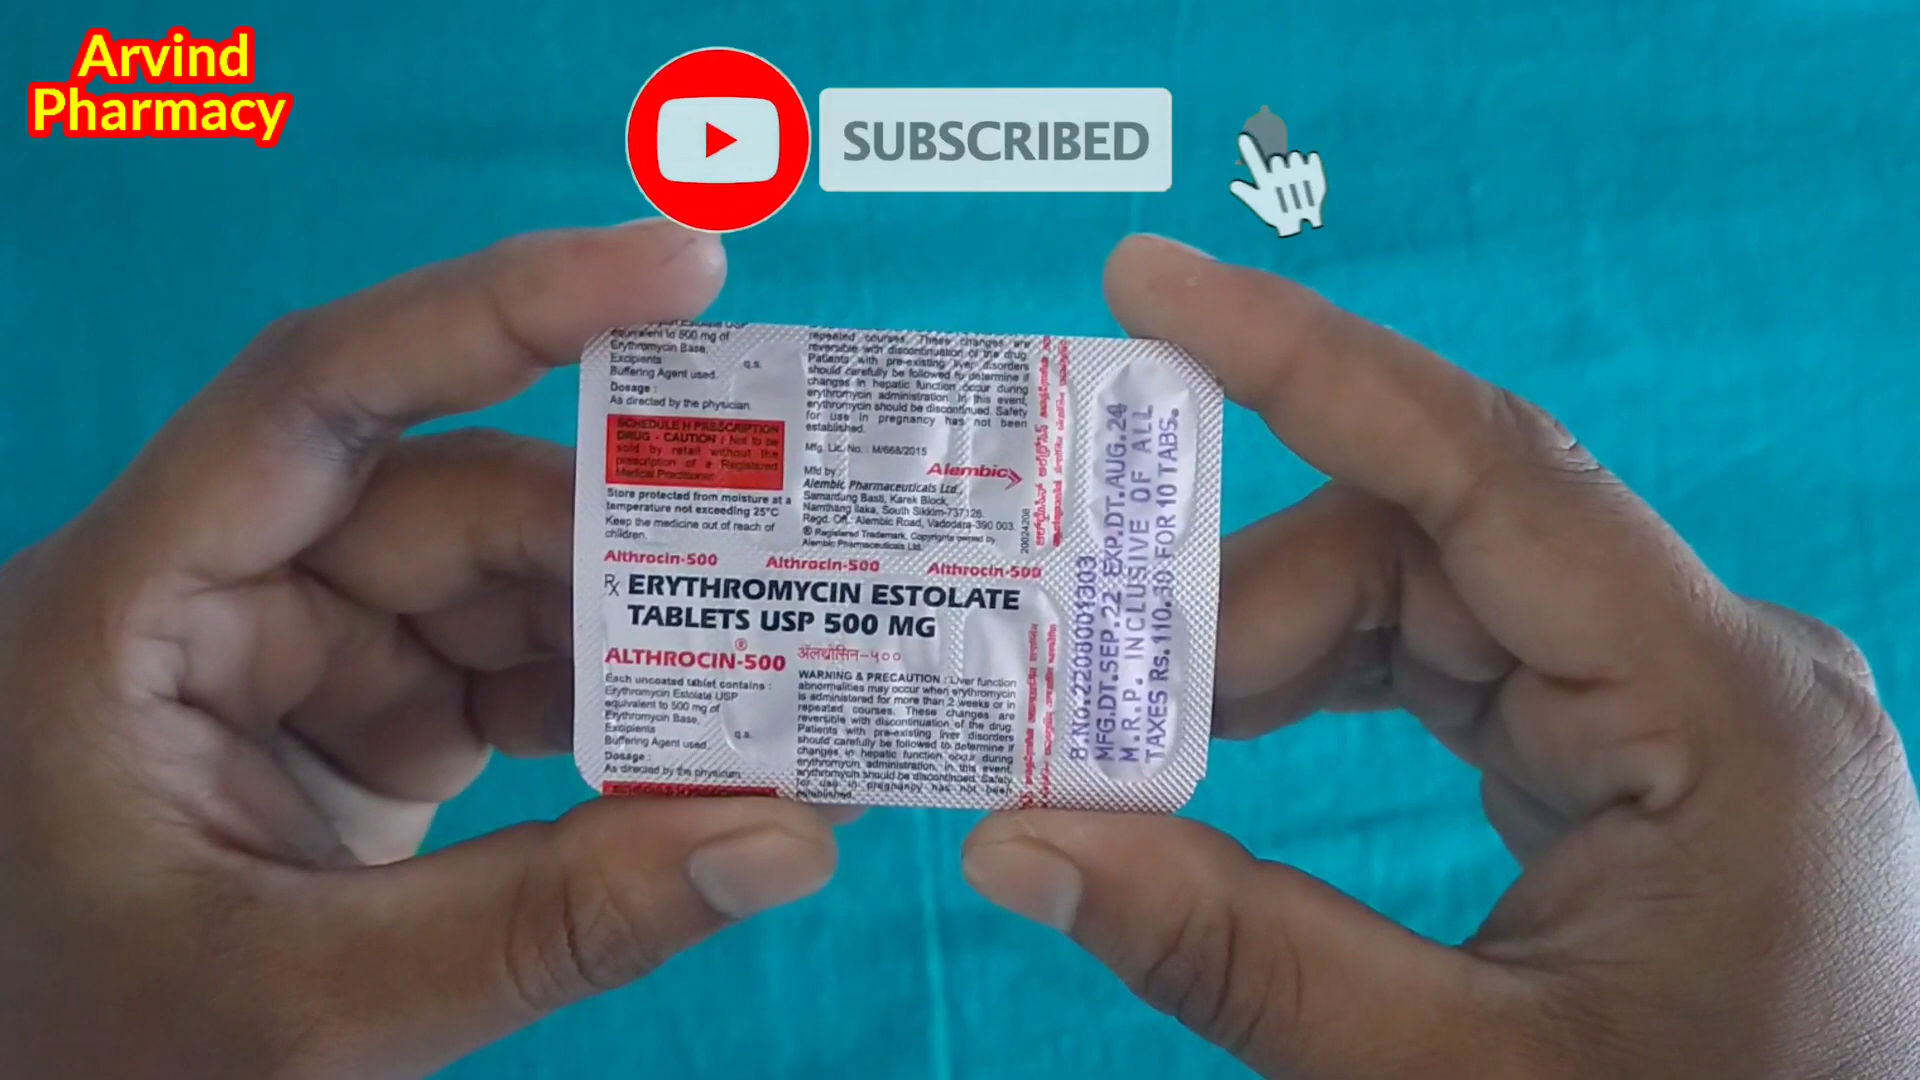 Arvind
Pharmacy
SUBSCRIBED
equivalent to 500 mg of
Erythromycin Base.
Excipients q.s.
Buffering Agent used.
Dosage :
As directed by the physician.
SCHEDULE H PRESCRIPTION
DRUG - CAUTION : Not to be
sold by retail without the
prescription of a Registered
Medical Practitioner.
Store protected from moisture at a
temperature not exceeding 25°C
Keep the medicine out of reach of
children.
repeated courses. These changes are
reversible with discontinuation of the drug
Patients with pre-existing liver disorders
should carefully be followed to determine if
changes in hepatic function occur during
erythromycin administration. In this event,
erythromycin should be discontinued. Safety
for use in pregnancy has not been
established.
Mfg. Lic. No. : M/668/2015
Mfd by :
Alembic
Alembic Pharmaceuticals Ltd.
Samardung Basti, Karek Block,
Namthang Ilaka, South Sikkim-737126.
Regd. Off.: Alembic Road, Vadodara-390 003.
® Registered Trademark, Copyrights owned by
Alembic Pharmaceuticals Ltd.
20024208
Althrocin-500 Althrocin-500 Althrocin-500
Rx ERYTHROMYCIN ESTOLATE
TABLETS USP 500 MG
ALTHROCIN®-500 अ‍ॅलथ्रोसिन-५००
Each uncoated tablet contains :
Erythromycin Estolate USP
equivalent to 500 mg of
Erythromycin Base.
Excipients q.s.
Buffering Agent used.
Dosage :
As directed by the physician.
WARNING & PRECAUTION : Liver function
abnormalities may occur when erythromycin
is administered for more than 2 weeks or in
repeated courses. These changes are
reversible with discontinuation of the drug
Patients with pre-existing liver disorders
should carefully be followed to determine if
changes in hepatic function occur during
erythromycin administration. In this event,
erythromycin should be discontinued. Safety
for use in pregnancy has not been
established.
B.No.2208001303
MFG.DT.SEP.22 EXP.DT.AUG.24
M.R.P. INCLUSIVE OF ALL
TAXES Rs.110.30 FOR 10 TABS.